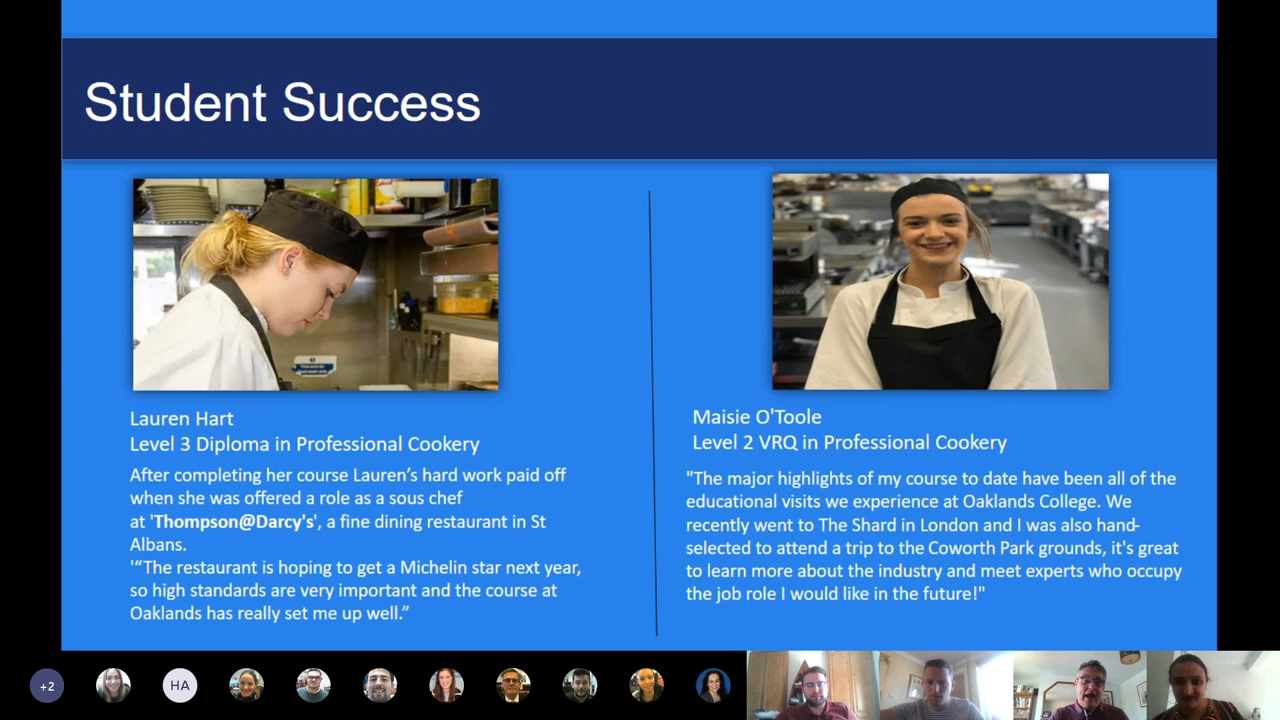 Student Success
Lauren Hart
Level 3 Diploma in Professional Cookery
After completing her course Lauren’s hard work paid off
when she was offered a role as a sous chef
at 'Thompson@Darcy's', a fine dining restaurant in St
Albans.
'“The restaurant is hoping to get a Michelin star next year,
so high standards are very important and the course at
Oaklands has really set me up well.”
Maisie O'Toole
Level 2 VRQ in Professional Cookery
"The major highlights of my course to date have been all of the
educational visits we experience at Oaklands College. We
recently went to The Shard in London and I was also hand-
selected to attend a trip to the Coworth Park grounds, it's great
to learn more about the industry and meet experts who occupy
the job role I would like in the future!"
+2
HA